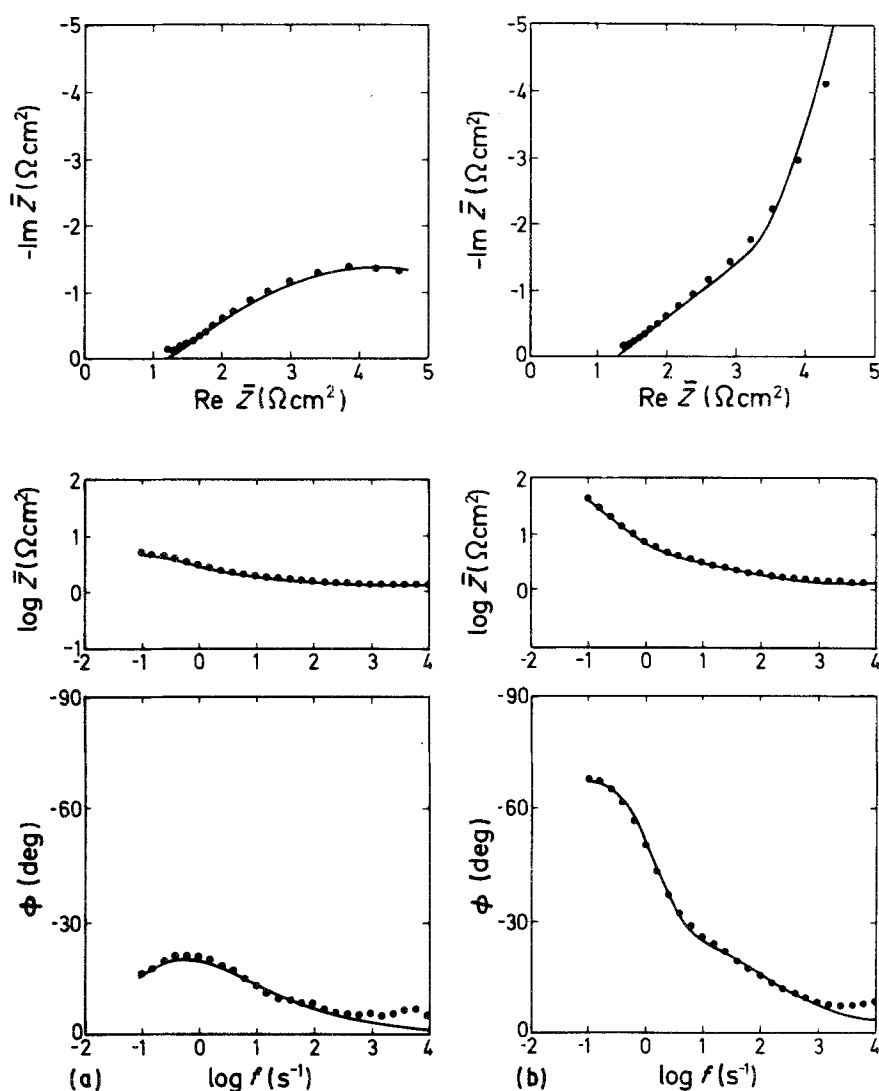 -5
-4
-3
-2
-1
0
-Im Z̄ (Ωcm²)
0 1 2 3 4 5
Re Z̄ (Ωcm²)
-5
-4
-3
-2
-1
0
-Im Z̄ (Ωcm²)
0 1 2 3 4 5
Re Z̄ (Ωcm²)
2
1
0
-1
log Z̄ (Ωcm²)
-2 -1 0 1 2 3 4
2
1
0
log Z̄ (Ωcm²)
-2 -1 0 1 2 3 4
-90
-60
-30
0
Φ (deg)
-2 -1 0 1 2 3 4
(a) log f (s⁻¹)
-90
-60
-30
0
Φ (deg)
-2 -1 0 1 2 3 4
(b) log f (s⁻¹)